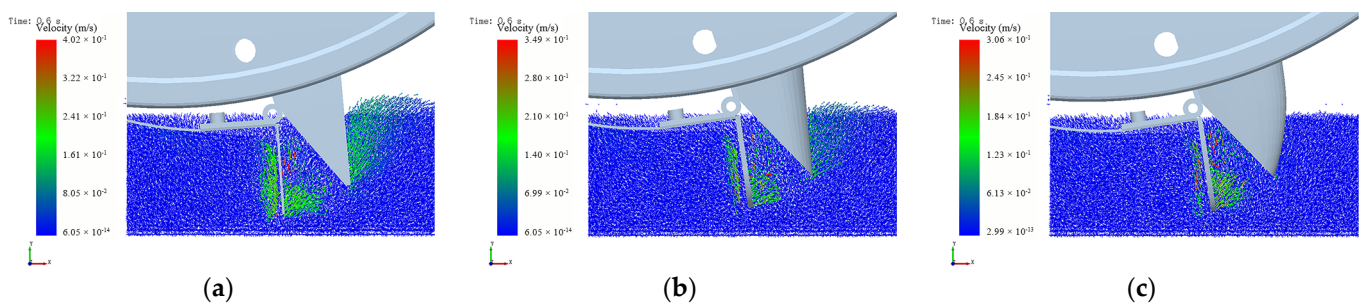 Time: 0.6 s
Velocity (m/s)
4.02 × 10⁻¹
3.22 × 10⁻¹
2.41 × 10⁻¹
1.61 × 10⁻¹
8.05 × 10⁻²
6.05 × 10⁻¹⁴
Y
X
(a)
Time: 0.6 s
Velocity (m/s)
3.49 × 10⁻¹
2.80 × 10⁻¹
2.10 × 10⁻¹
1.40 × 10⁻¹
6.99 × 10⁻²
6.05 × 10⁻¹⁴
Y
X
(b)
Time: 0.6 s
Velocity (m/s)
3.06 × 10⁻¹
2.45 × 10⁻¹
1.84 × 10⁻¹
1.23 × 10⁻¹
6.13 × 10⁻²
2.99 × 10⁻¹³
Y
X
(c)